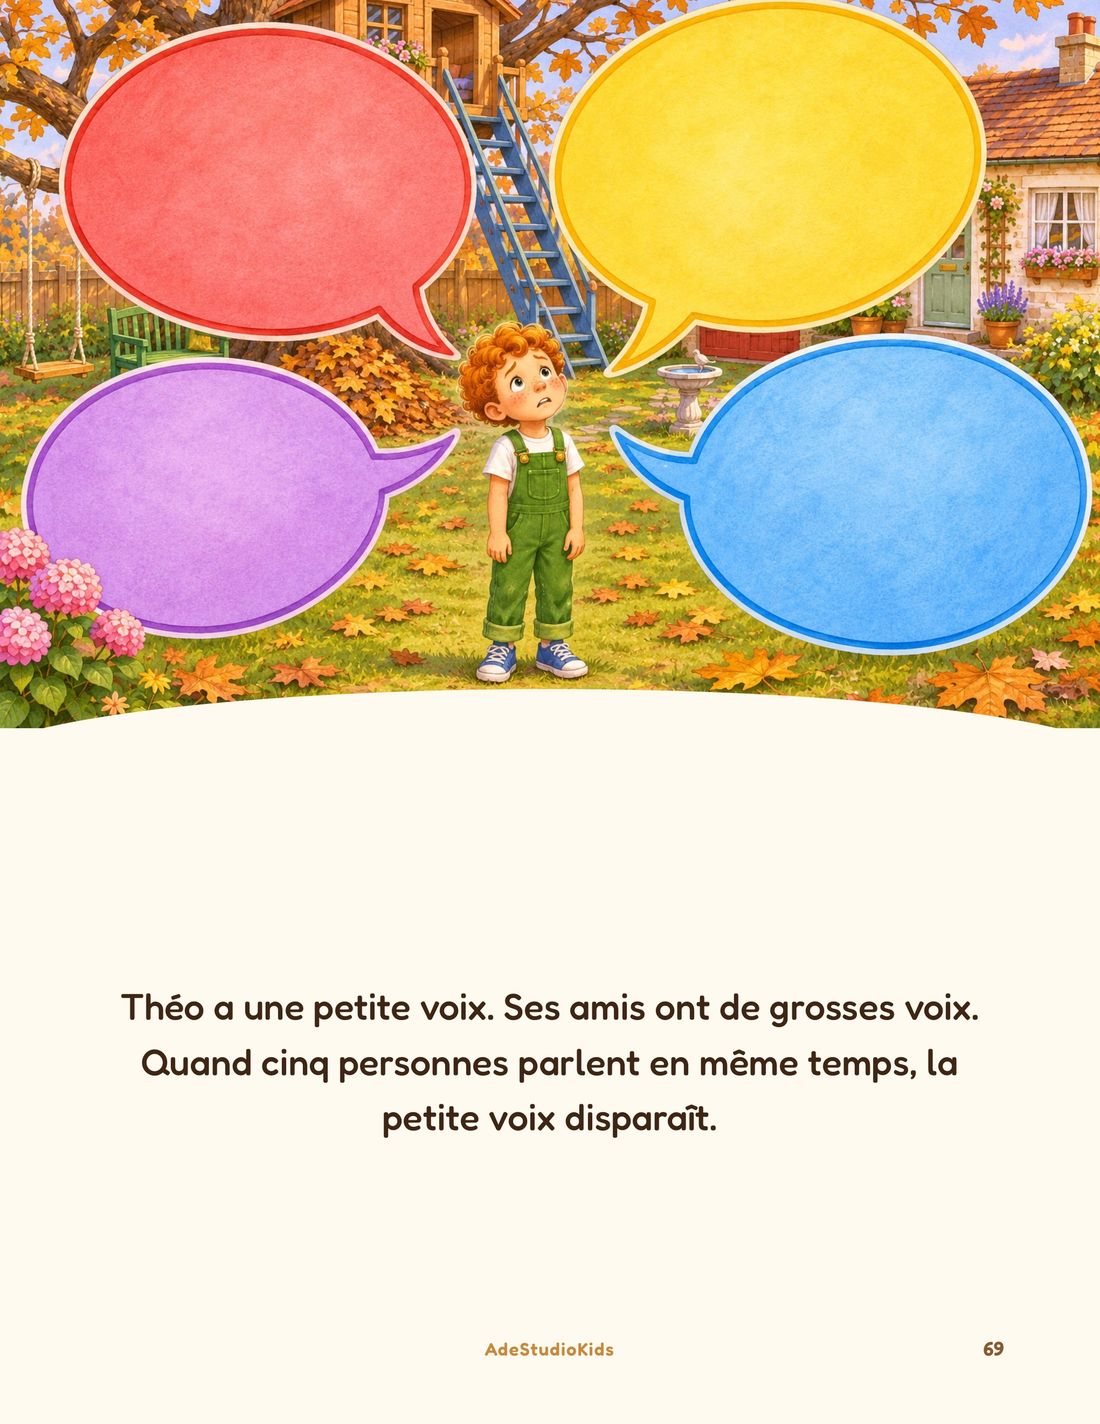 Théo a une petite voix. Ses amis ont de grosses voix.
Quand cinq personnes parlent en même temps, la
petite voix disparaît.
AdeStudioKids
69